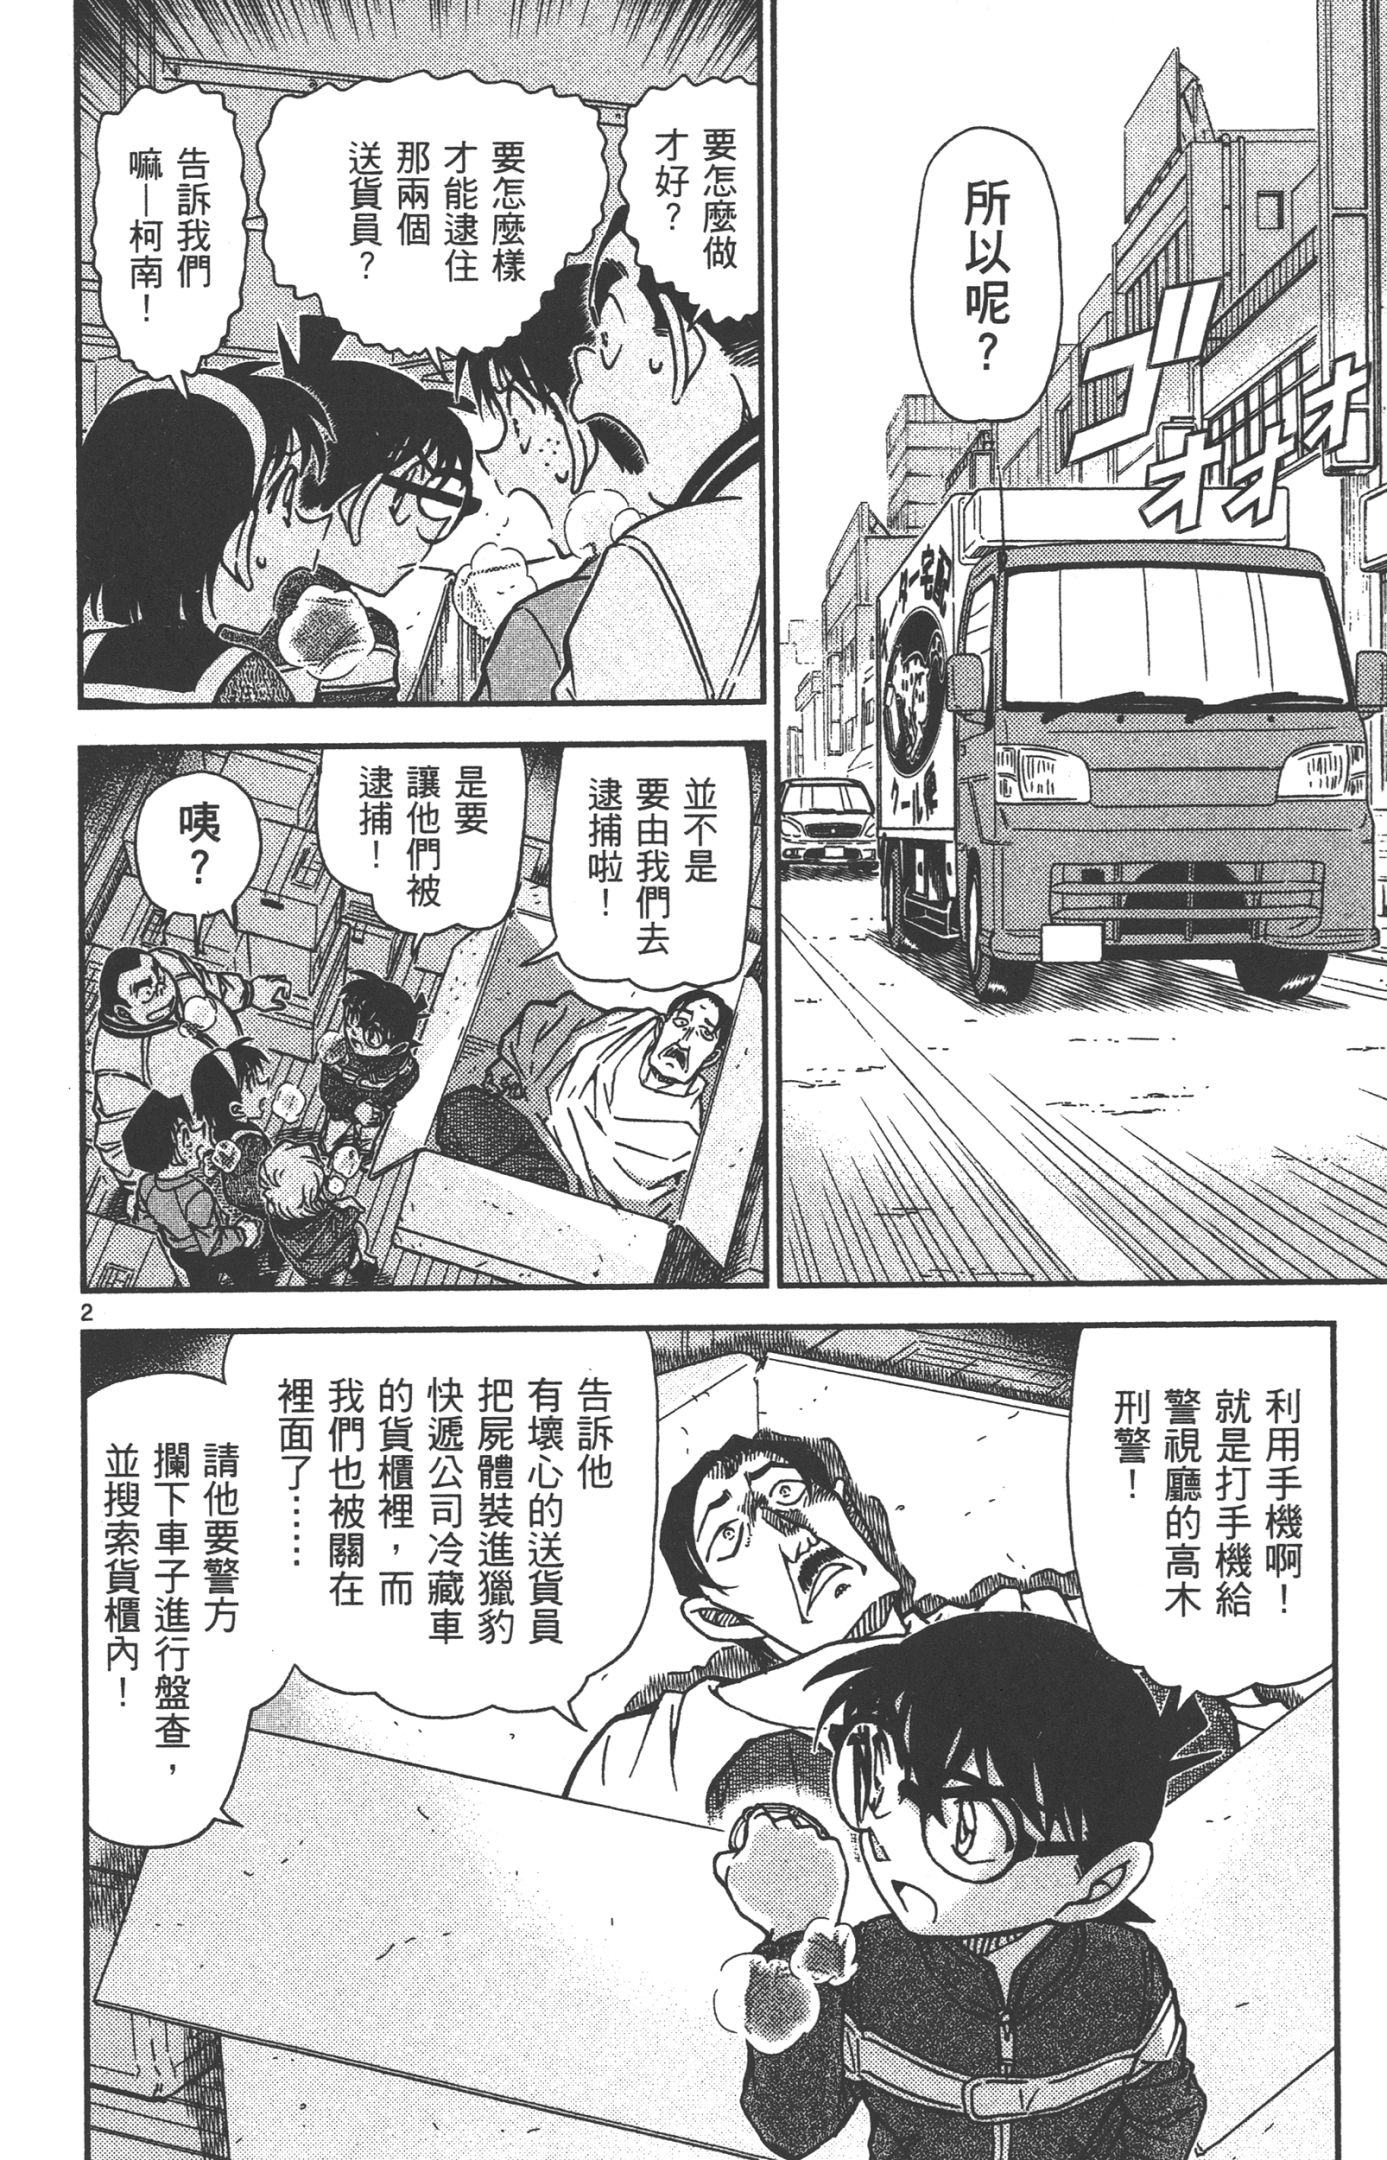 所以呢？
ゴオオオ
宅配
クール便
要怎麼做
才好？
要怎麼樣
才能逮住
那兩個
送貨員？
告訴我們
嘛—柯南！
並不是
要由我們去
逮捕啦！
是要
讓他們被
逮捕！
咦？
2
利用手機啊！
就是打手機給
警視廳的高木
刑警！
告訴他
有壞心的送貨員
把屍體裝進獵豹
快遞公司冷藏車
的貨櫃裡，而
我們也被關在
裡面了……
請他要警方
攔下車子進行盤查，
並搜索貨櫃內！